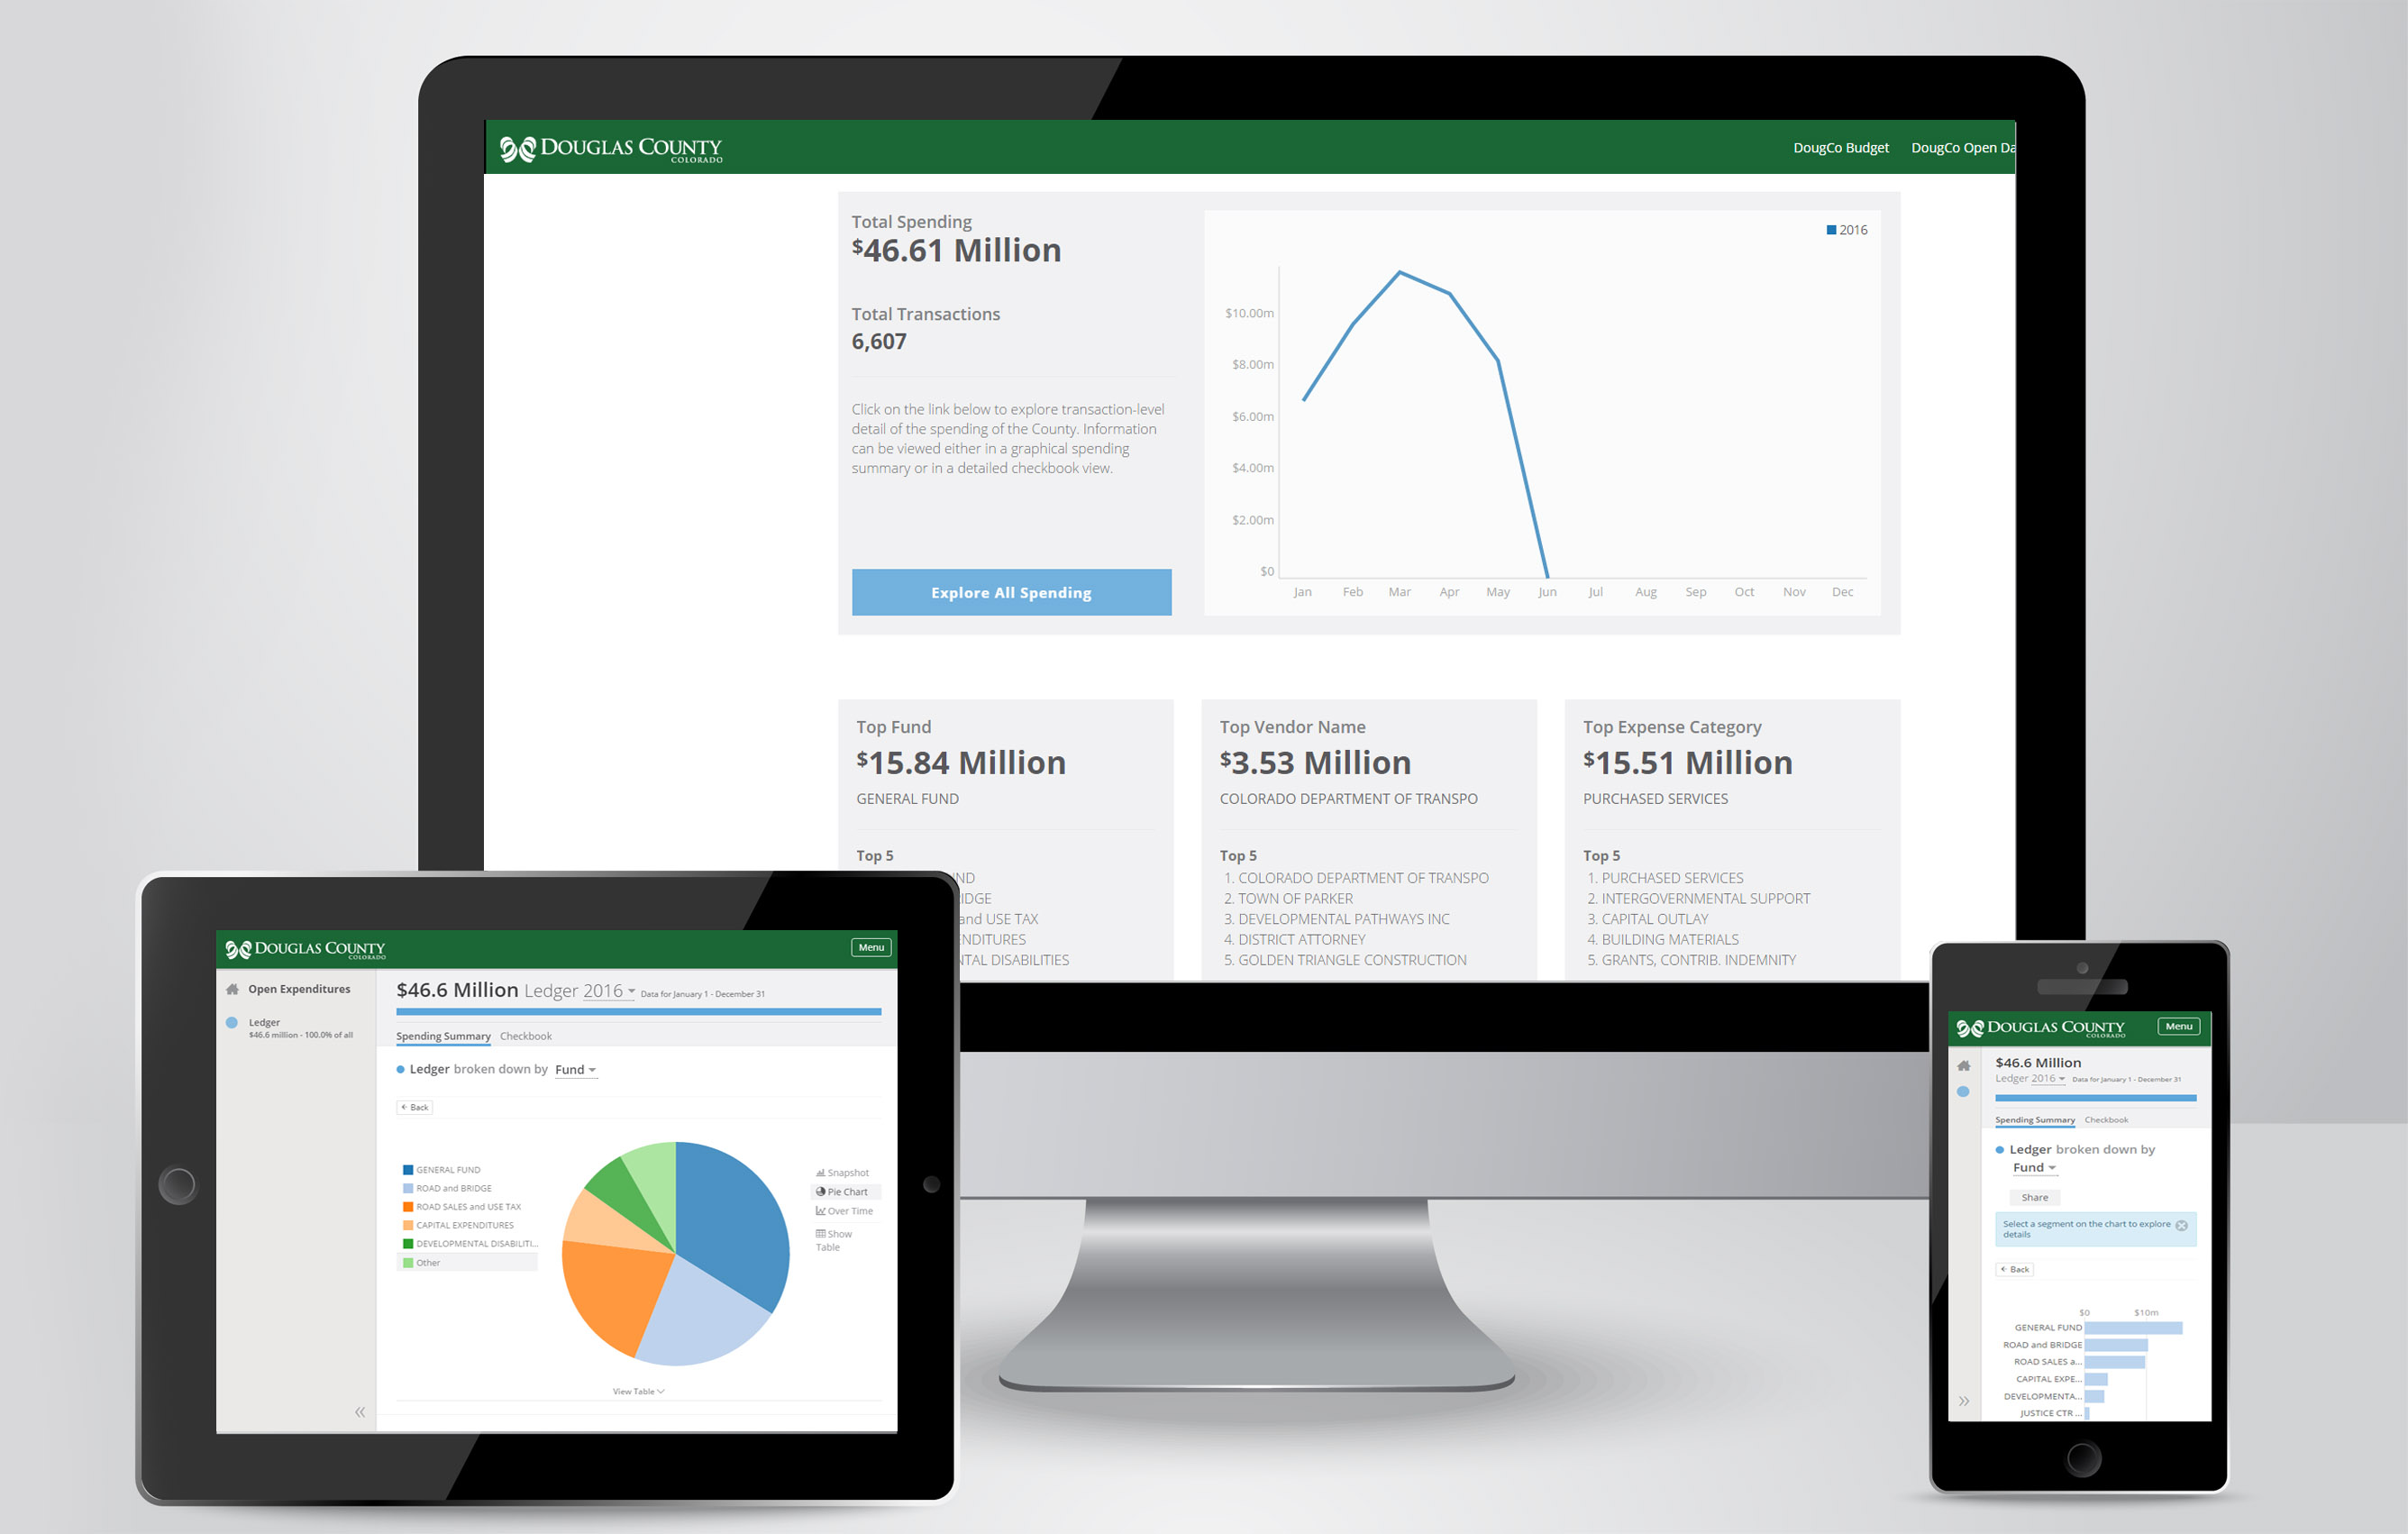 DOUGLAS COUNTY
COLORADO
DougCo Budget
DougCo Open Da
Total Spending
$46.61 Million
Total Transactions
6,607
Click on the link below to explore transaction-level
detail of the spending of the County. Information
can be viewed either in a graphical spending
summary or in a detailed checkbook view.
Explore All Spending
2016
$10.00m
$8.00m
$6.00m
$4.00m
$2.00m
$0
Jan Feb Mar Apr May Jun Jul Aug Sep Oct Nov Dec
Top Fund
$15.84 Million
GENERAL FUND
Top 5
ND
IDGE
and USE TAX
NDITURES
NTAL DISABILITIES
Top Vendor Name
$3.53 Million
COLORADO DEPARTMENT OF TRANSPO
Top 5
1. COLORADO DEPARTMENT OF TRANSPO
2. TOWN OF PARKER
3. DEVELOPMENTAL PATHWAYS INC
4. DISTRICT ATTORNEY
5. GOLDEN TRIANGLE CONSTRUCTION
Top Expense Category
$15.51 Million
PURCHASED SERVICES
Top 5
1. PURCHASED SERVICES
2. INTERGOVERNMENTAL SUPPORT
3. CAPITAL OUTLAY
4. BUILDING MATERIALS
5. GRANTS, CONTRIB. INDEMNITY
DOUGLAS COUNTY
COLORADO
Menu
Open Expenditures
Ledger
$46.6 million - 100.0% of all
$46.6 Million Ledger 2016 Data for January 1 - December 31
Spending Summary Checkbook
Ledger broken down by Fund
Back
GENERAL FUND
ROAD and BRIDGE
ROAD SALES and USE TAX
CAPITAL EXPENDITURES
DEVELOPMENTAL DISABILITI...
Other
Snapshot
Pie Chart
Over Time
Show
Table
View Table
DOUGLAS COUNTY
COLORADO
Menu
$46.6 Million
Ledger 2016 Data for January 1 - December 31
Spending Summary Checkbook
Ledger broken down by
Fund
Share
Select a segment on the chart to explore
details
Back
$0 $10m
GENERAL FUND
ROAD and BRIDGE
ROAD SALES a...
CAPITAL EXPE...
DEVELOPMENTA...
JUSTICE CTR ...